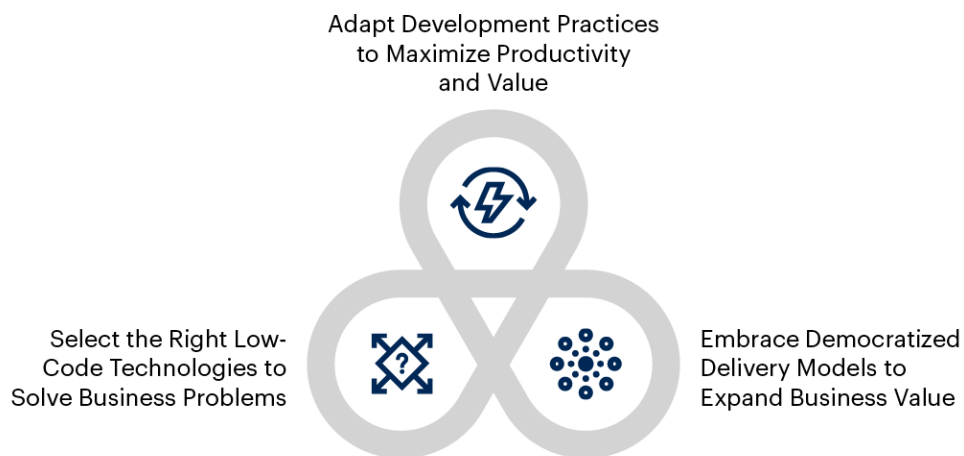 Adapt Development Practices
to Maximize Productivity
and Value
?
Select the Right Low-
Code Technologies to
Solve Business Problems
Embrace Democratized
Delivery Models to
Expand Business Value